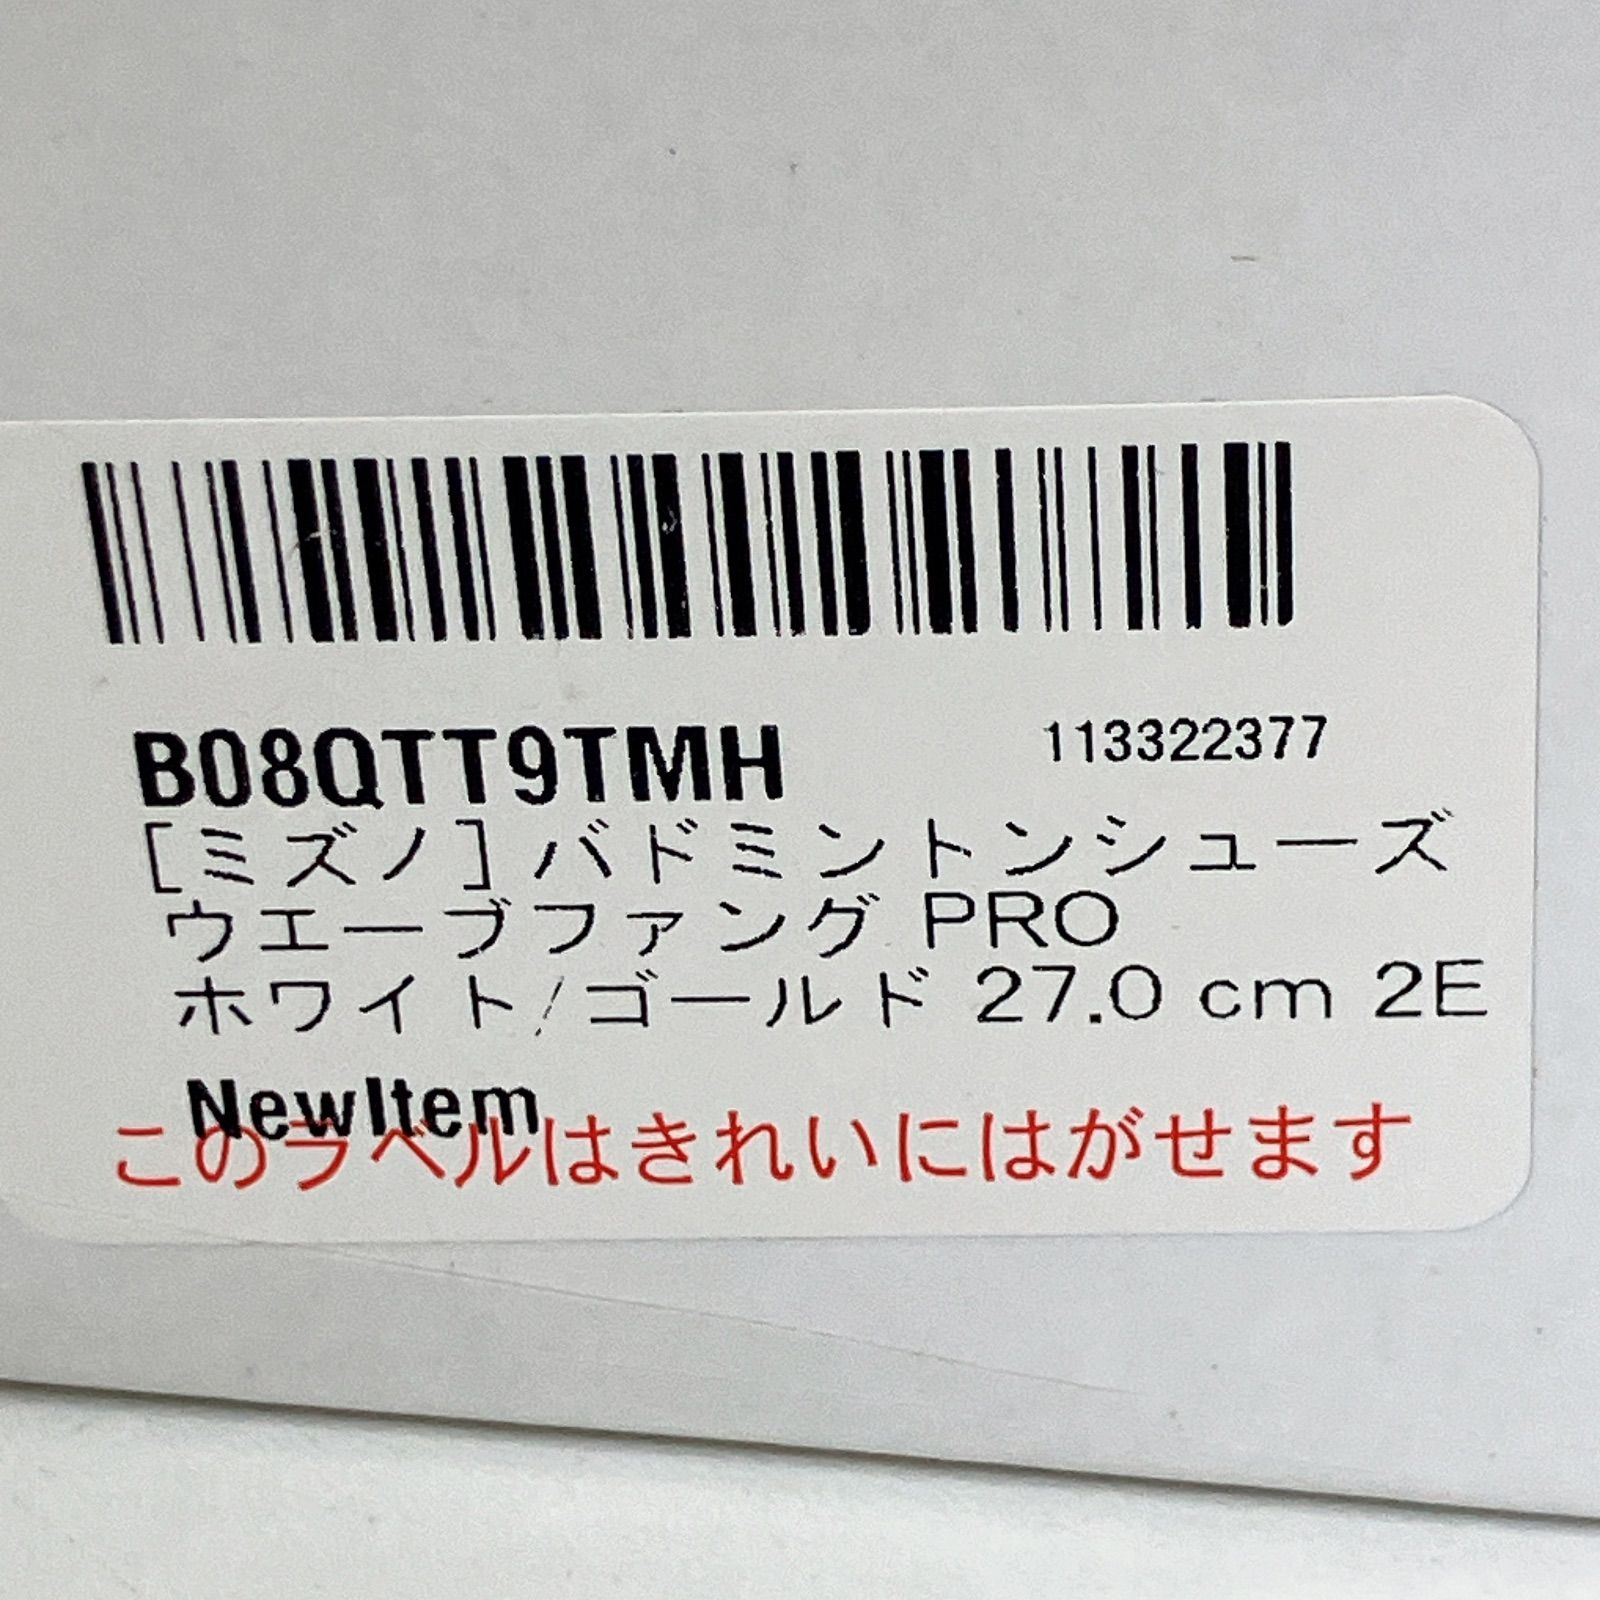 B08QTT9TMH 113322377
[ミズノ]バドミントンシューズ
ウエーブファング PRO
ホワイト/ゴールド 27.0 cm 2E
NewItem
このラベルはきれいにはがせます